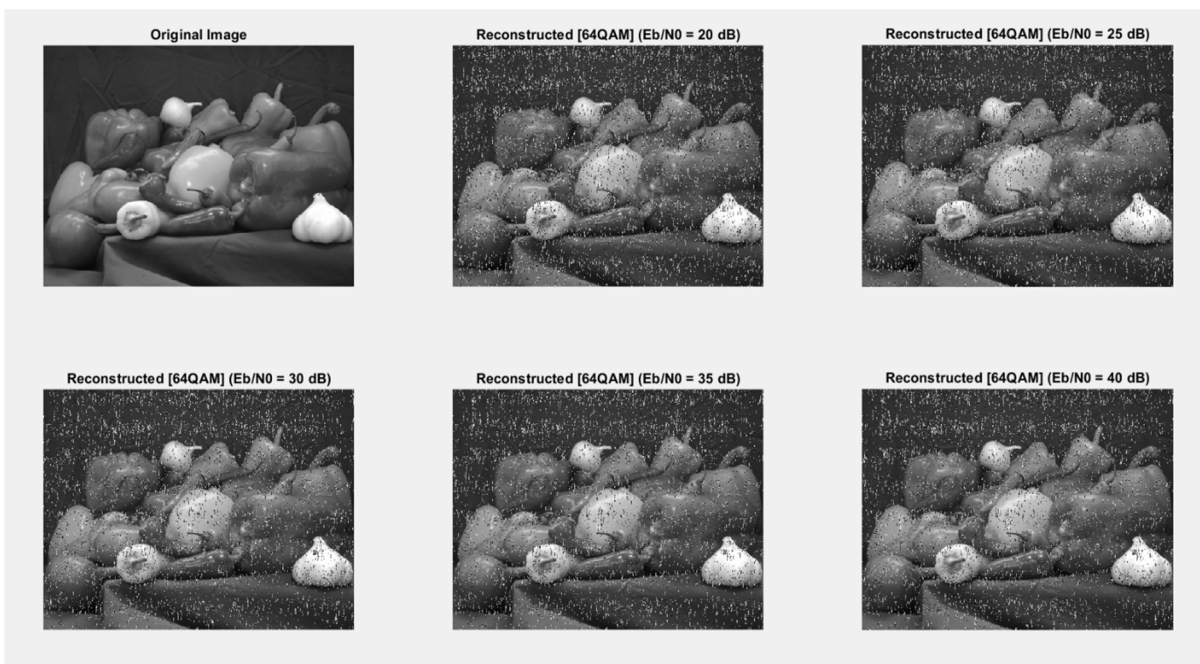 Original Image
Reconstructed [64QAM] (Eb/N0 = 20 dB)
Reconstructed [64QAM] (Eb/N0 = 25 dB)
Reconstructed [64QAM] (Eb/N0 = 30 dB)
Reconstructed [64QAM] (Eb/N0 = 35 dB)
Reconstructed [64QAM] (Eb/N0 = 40 dB)